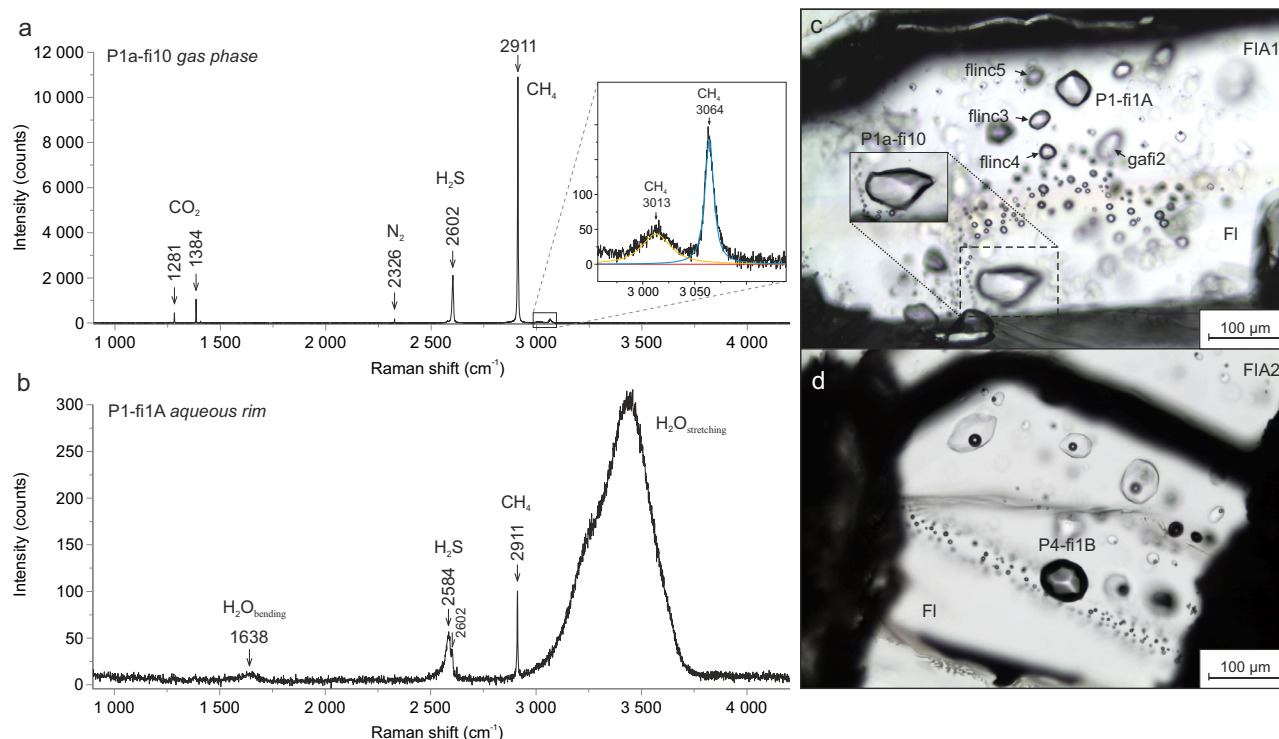 a
P1a-fi10 gas phase
12 000
10 000
8 000
6 000
4 000
2 000
0
Intensity (counts)
CO₂
1281
1384
N₂
2326
H₂S
2602
2911
CH₄
CH₄
3064
CH₄
3013
150
100
50
0
3 000
3 050
1 000
1 500
2 000
2 500
3 000
3 500
4 000
Raman shift (cm⁻¹)
b
P1-fi1A aqueous rim
300
250
200
150
100
50
0
Intensity (counts)
H₂Obending
1638
H₂S
2584
2602
CH₄
2911
H₂Ostretching
1 000
1 500
2 000
2 500
3 000
3 500
4 000
Raman shift (cm⁻¹)
c
FIA1
flinc5
P1-fi1A
flinc3
P1a-fi10
flinc4
gafi2
Fl
100 µm
d
FIA2
P4-fi1B
Fl
100 µm